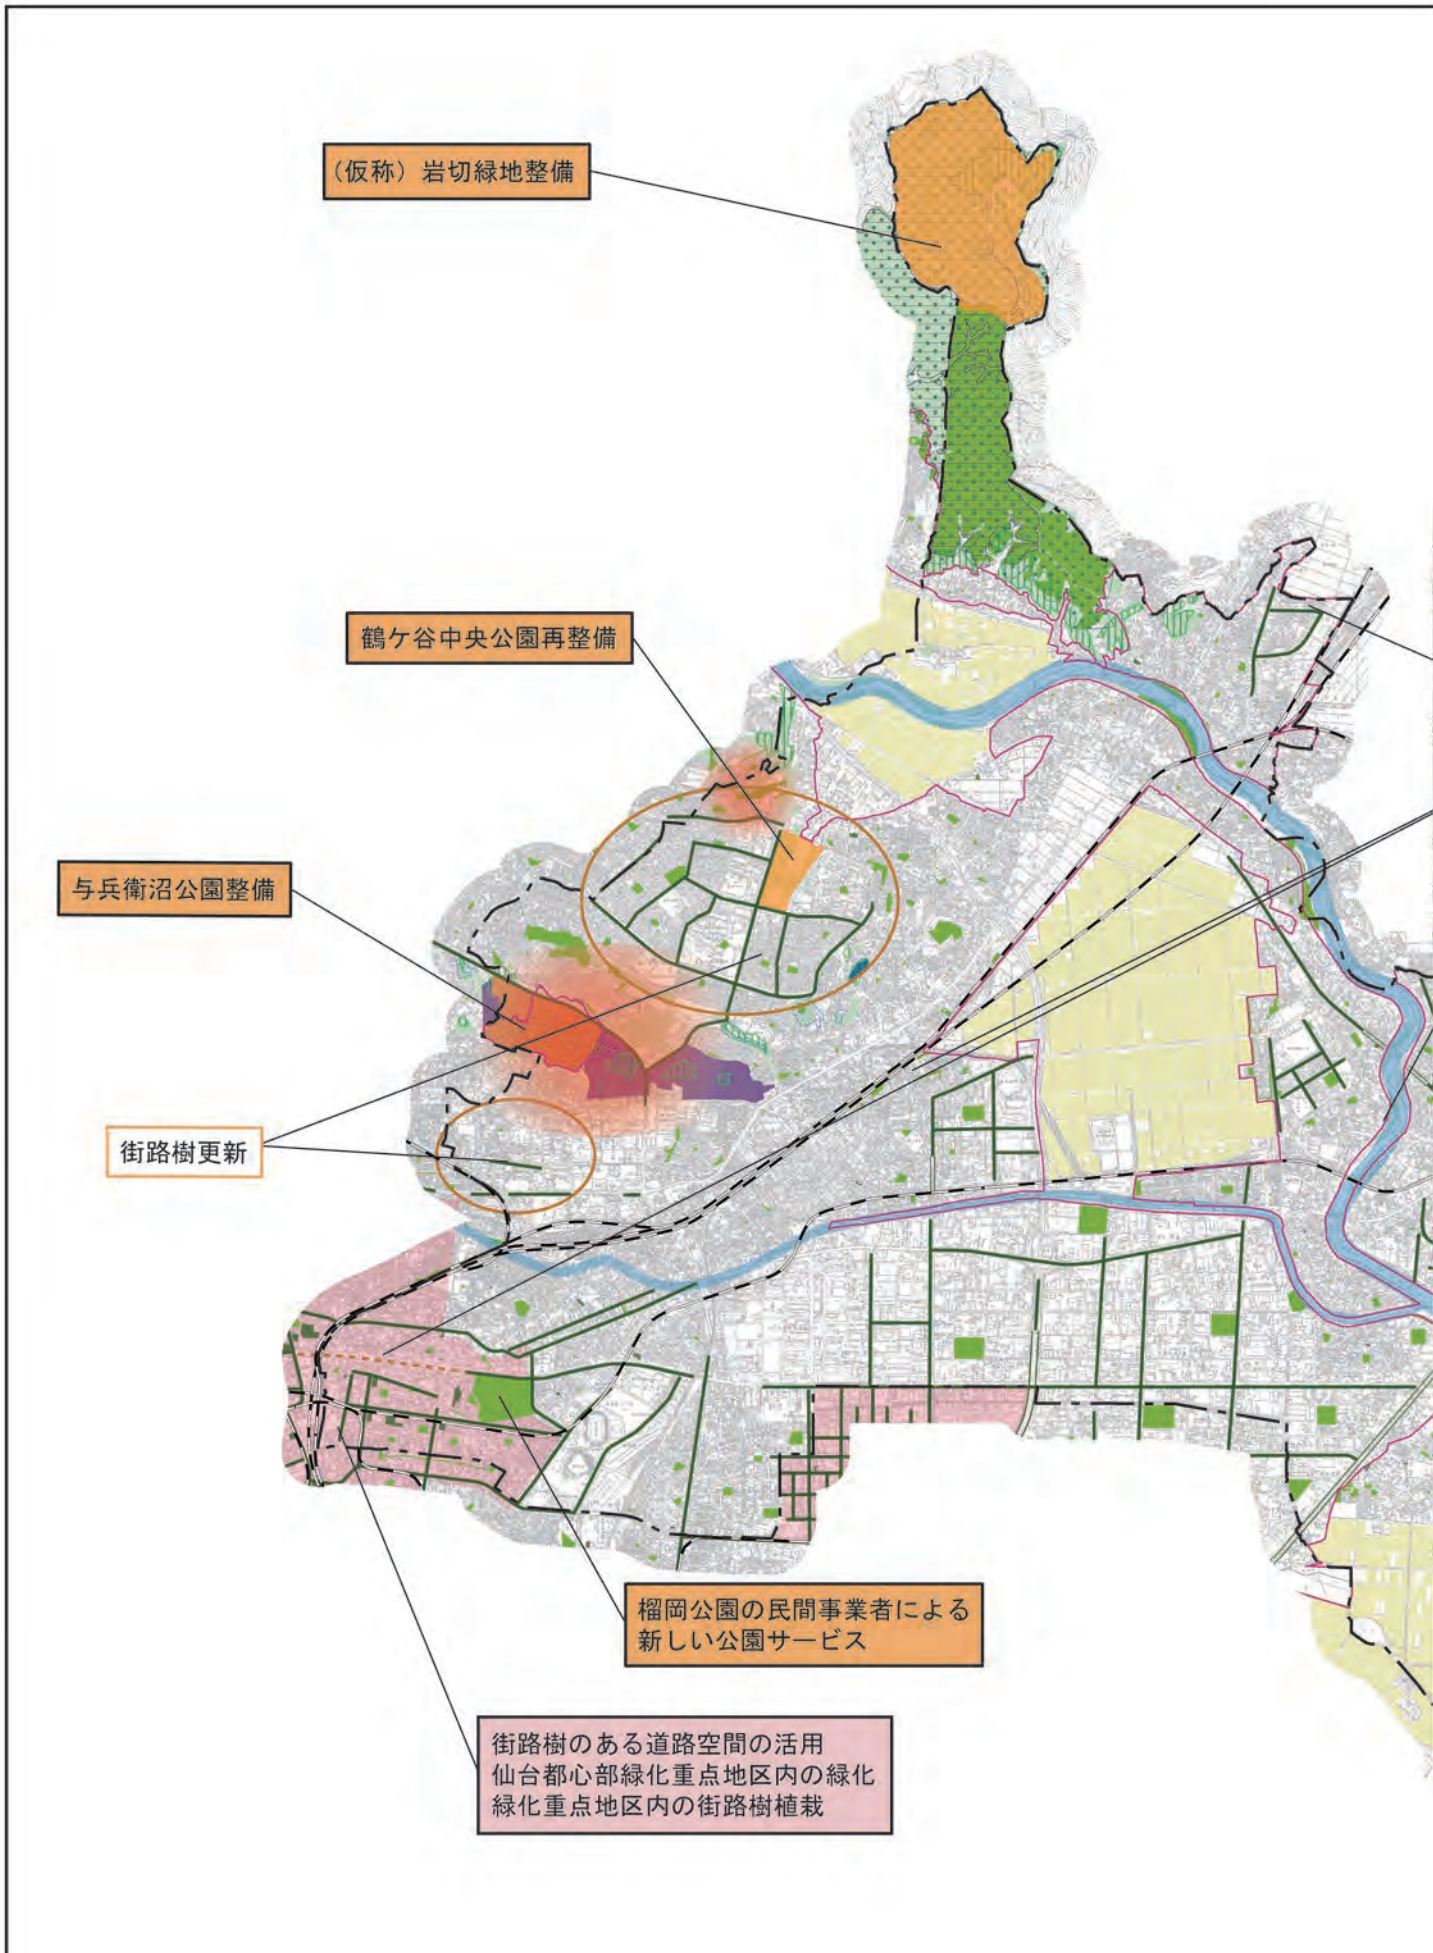 (仮称) 岩切緑地整備
鶴ケ谷中央公園再整備
与兵衛沼公園整備
街路樹更新
榴岡公園の民間事業者による
新しい公園サービス
街路樹のある道路空間の活用
仙台都心部緑化重点地区内の緑化
緑化重点地区内の街路樹植栽